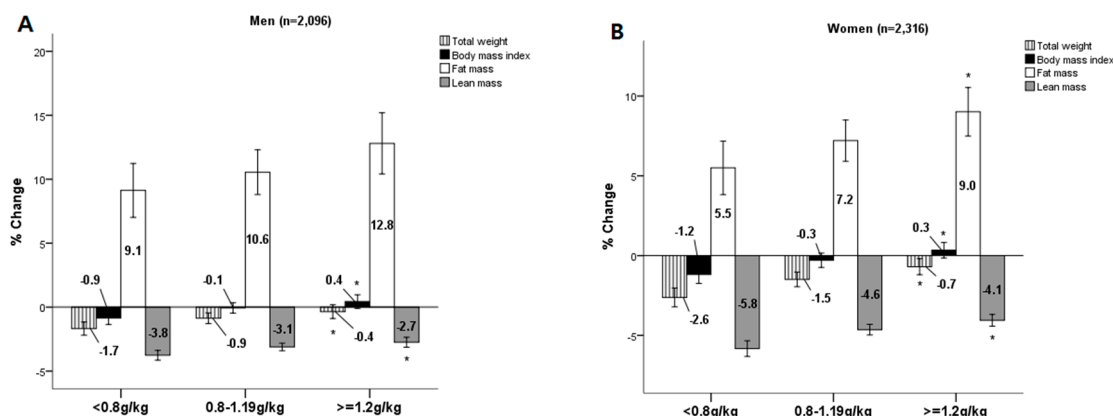 A
Men (n=2,096)
Total weight
Body mass index
Fat mass
Lean mass
% Change
20
15
10
5
0
-5
-0.9
9.1
-1.7
-3.8
-0.1
10.6
-0.9
-3.1
0.4
*
12.8
-0.4
*
-2.7
*
<0.8g/kg
0.8-1.19g/kg
>=1.2g/kg
B
Women (n=2,316)
Total weight
Body mass index
Fat mass
Lean mass
% Change
10
5
0
-5
-1.2
5.5
-2.6
-5.8
-0.3
7.2
-1.5
-4.6
*
0.3
*
9.0
-0.7
*
-4.1
*
<0.8g/kg
0.8-1.19g/kg
>=1.2g/kg